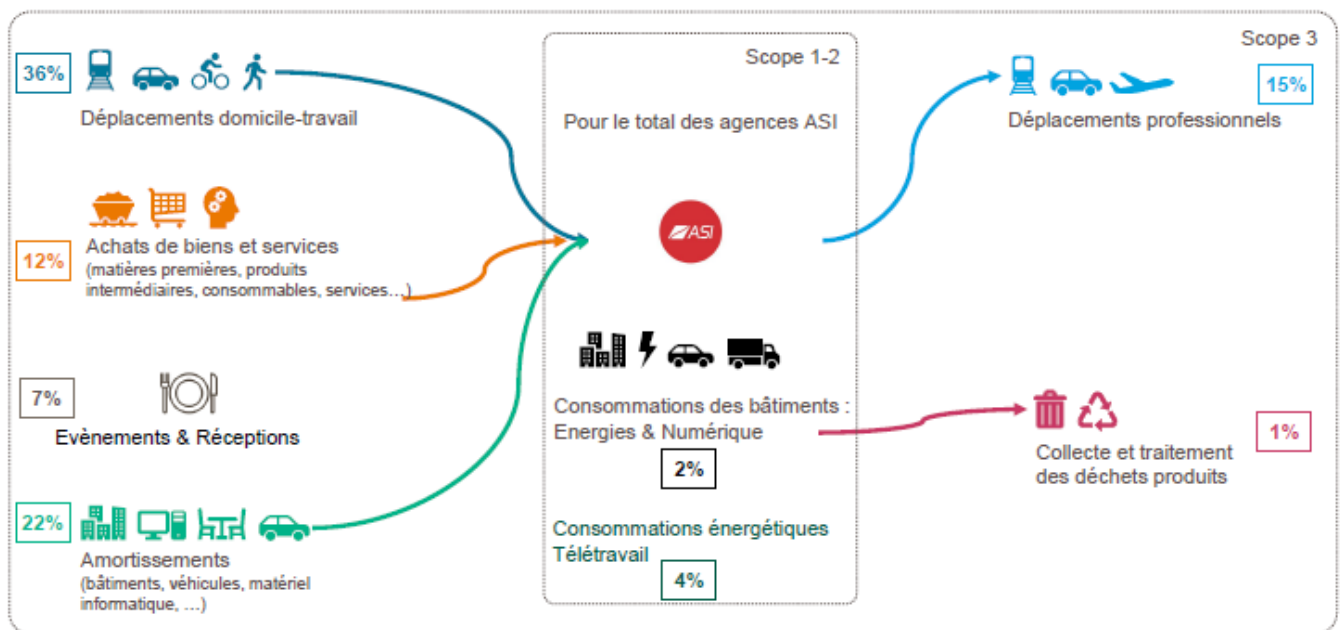 36%
Déplacements domicile-travail
12%
Achats de biens et services
(matières premières, produits
intermédiaires, consommables, services…)
7%
Evènements & Réceptions
22%
Amortissements
(bâtiments, véhicules, matériel
informatique, …)
Scope 1-2
Pour le total des agences ASI
ASI
Consommations des bâtiments :
Energies & Numérique
2%
Consommations énergétiques
Télétravail
4%
Scope 3
15%
Déplacements professionnels
1%
Collecte et traitement
des déchets produits